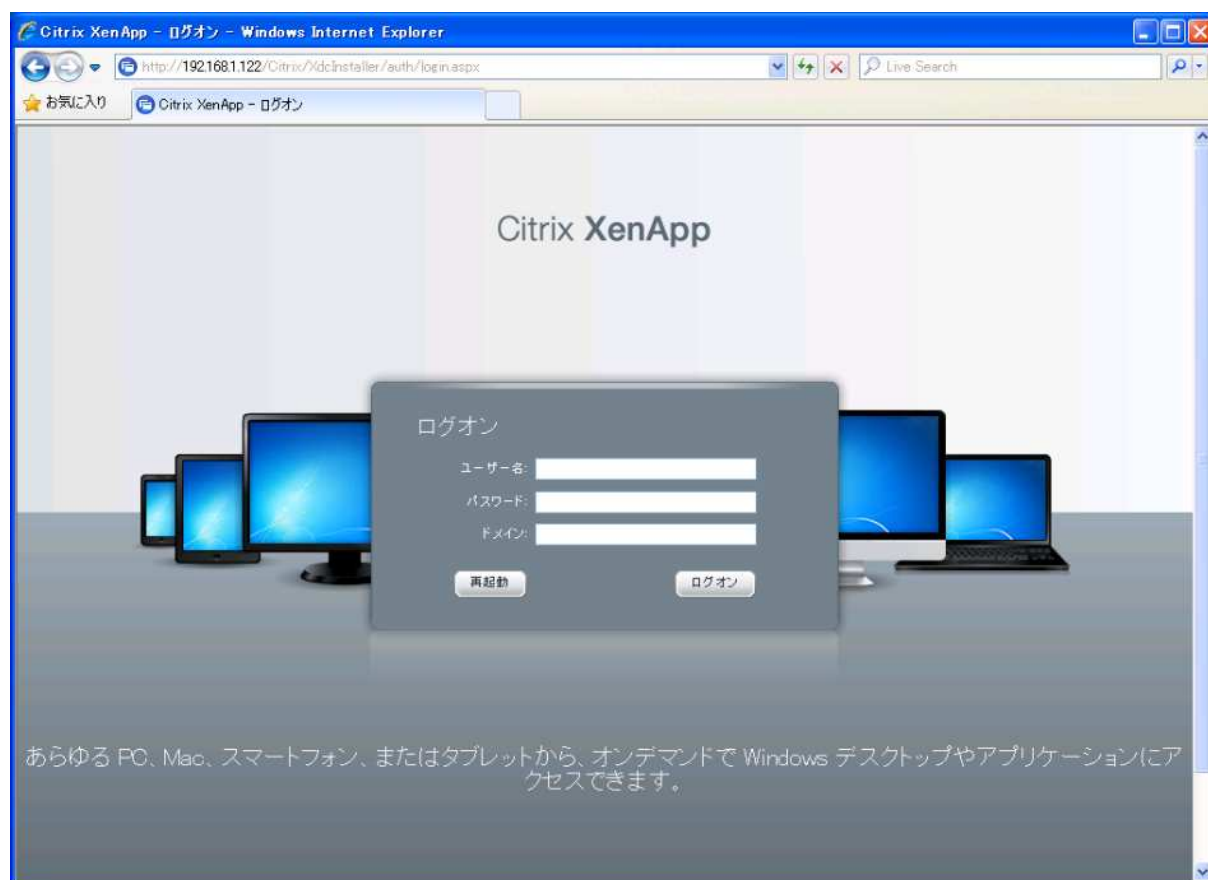 Citrix XenApp - ログオン - Windows Internet Explorer
http://192.168.1.122/Citrix/XdcInstaller/auth/login.aspx
Live Search
お気に入り
Citrix XenApp - ログオン
Citrix XenApp
ログオン
ユーザー名:
パスワード:
ドメイン:
再起動
ログオン
あらゆる PC、Mac、スマートフォン、またはタブレットから、オンデマンドで Windows デスクトップやアプリケーションにア
クセスできます。